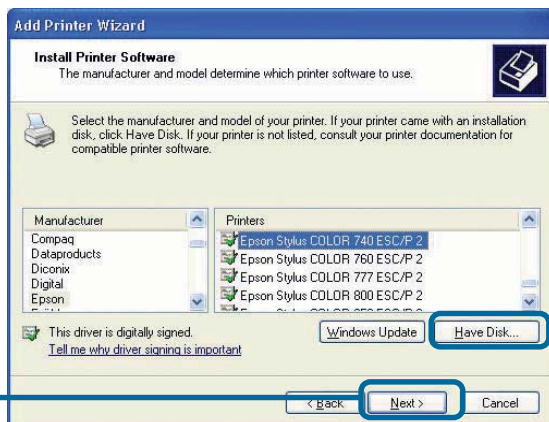 Add Printer Wizard
Install Printer Software
The manufacturer and model determine which printer software to use.
Select the manufacturer and model of your printer. If your printer came with an installation
disk, click Have Disk. If your printer is not listed, consult your printer documentation for
compatible printer software.
Manufacturer
Compaq
Dataproducts
Diconix
Digital
Epson
Printers
Epson Stylus COLOR 740 ESC/P 2
Epson Stylus COLOR 760 ESC/P 2
Epson Stylus COLOR 777 ESC/P 2
Epson Stylus COLOR 800 ESC/P 2
This driver is digitally signed.
Tell me why driver signing is important
Windows Update
Have Disk...
< Back
Next >
Cancel